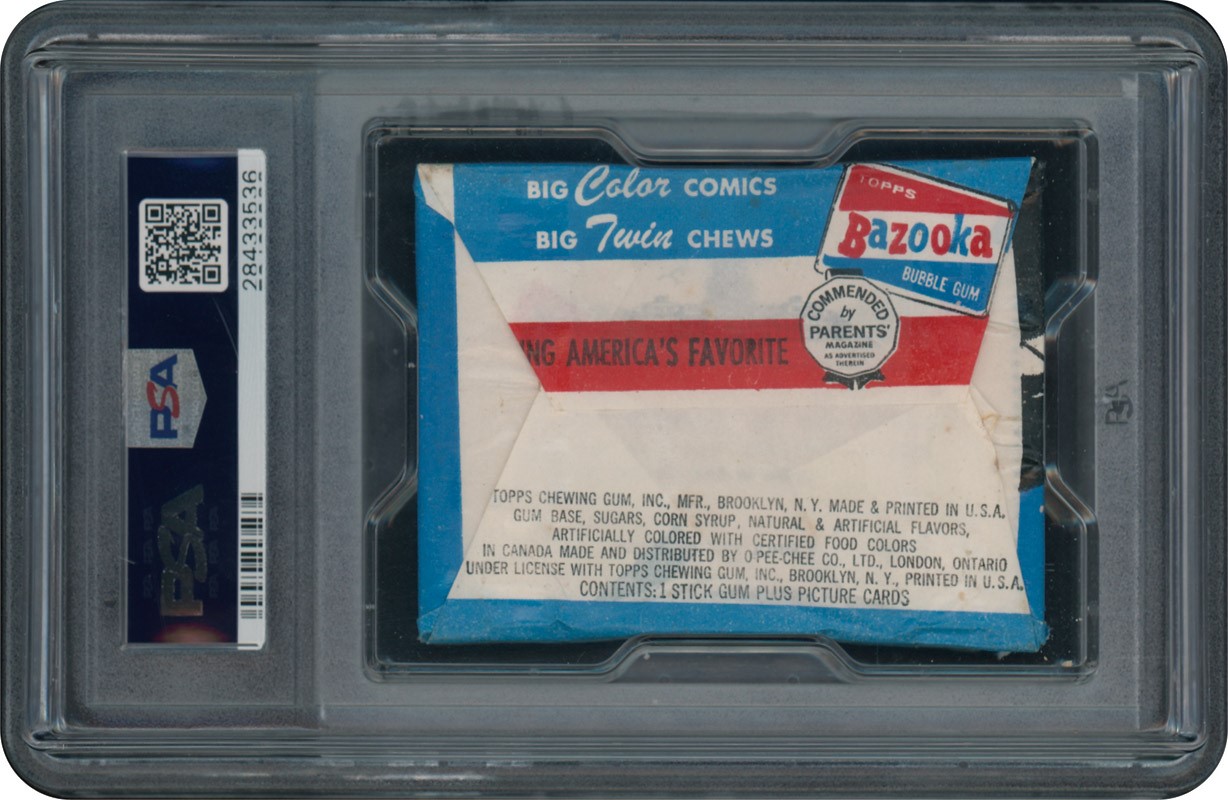 28433536
PSA
PSA
BIG Color COMICS
BIG Twin CHEWS
TOPPS
Bazooka
BUBBLE GUM
COMMENDED
by
PARENTS'
MAGAZINE
AS ADVERTISED
THEREIN
NG AMERICA'S FAVORITE
TOPPS CHEWING GUM, INC., MFR., BROOKLYN, N. Y. MADE & PRINTED IN U.S.A.
GUM BASE, SUGARS, CORN SYRUP, NATURAL & ARTIFICIAL FLAVORS,
ARTIFICIALLY COLORED WITH CERTIFIED FOOD COLORS
IN CANADA MADE AND DISTRIBUTED BY O-PEE-CHEE CO., LTD., LONDON, ONTARIO
UNDER LICENSE WITH TOPPS CHEWING GUM, INC., BROOKLYN, N. Y., PRINTED IN U.S.A.
CONTENTS: 1 STICK GUM PLUS PICTURE CARDS
PSA